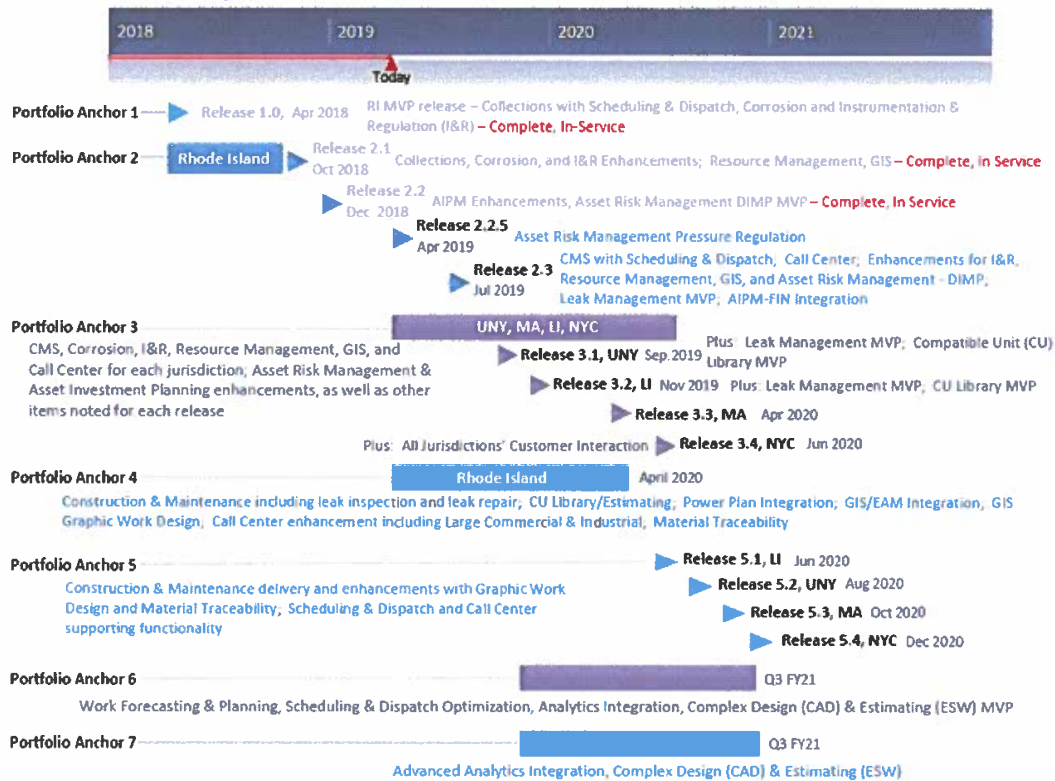 2018 2019 2020 2021
Today
Portfolio Anchor 1 Release 1.0, Apr 2018 RI MVP release – Collections with Scheduling & Dispatch, Corrosion and Instrumentation &
Regulation (I&R) – Complete, In-Service
Portfolio Anchor 2 Rhode Island Release 2.1
Oct 2018 Collections, Corrosion, and I&R Enhancements; Resource Management, GIS – Complete, In Service
Release 2.2
Dec 2018 AIPM Enhancements, Asset Risk Management DIMP MVP – Complete, In Service
Release 2.2.5
Apr 2019 Asset Risk Management Pressure Regulation
Release 2.3
Jul 2019
CMS with Scheduling & Dispatch, Call Center; Enhancements for I&R,
Resource Management, GIS, and Asset Risk Management - DIMP;
Leak Management MVP; AIPM-FIN Integration
Portfolio Anchor 3 UNY, MA, LI, NYC
CMS, Corrosion, I&R, Resource Management, GIS, and
Call Center for each jurisdiction; Asset Risk Management &
Asset Investment Planning enhancements, as well as other
items noted for each release
Release 3.1, UNY Sep. 2019 Plus: Leak Management MVP; Compatible Unit (CU)
Library MVP
Release 3.2, LI Nov 2019 Plus: Leak Management MVP; CU Library MVP
Release 3.3, MA Apr 2020
Plus: All Jurisdictions' Customer Interaction Release 3.4, NYC Jun 2020
Portfolio Anchor 4 Rhode Island April 2020
Construction & Maintenance including leak inspection and leak repair; CU Library/Estimating; Power Plan Integration; GIS/EAM Integration, GIS
Graphic Work Design, Call Center enhancement including Large Commercial & Industrial, Material Traceability
Portfolio Anchor 5 Release 5.1, LI Jun 2020
Construction & Maintenance delivery and enhancements with Graphic Work
Design and Material Traceability; Scheduling & Dispatch and Call Center
supporting functionality
Release 5.2, UNY Aug 2020
Release 5.3, MA Oct 2020
Release 5.4, NYC Dec 2020
Portfolio Anchor 6 Q3 FY21
Work Forecasting & Planning, Scheduling & Dispatch Optimization, Analytics Integration, Complex Design (CAD) & Estimating (ESW) MVP
Portfolio Anchor 7 Q3 FY21
Advanced Analytics Integration, Complex Design (CAD) & Estimating (ESW)